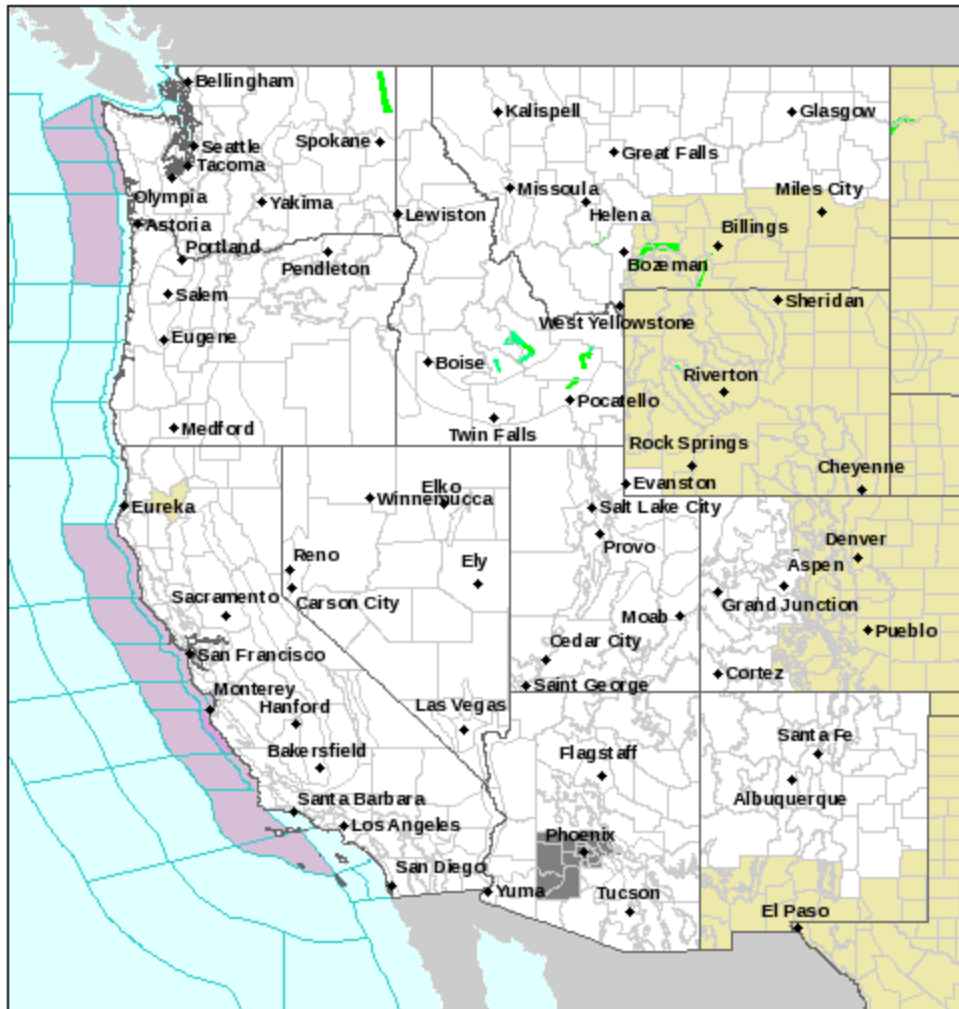 Bellingham
Kalispell
Glasgow
Seattle
Spokane
Great Falls
Tacoma
Missoula
Miles City
Olympia
Yakima
Lewiston
Helena
Astoria
Billings
Portland
Pendleton
Bozeman
Salem
Sheridan
West Yellowstone
Eugene
Boise
Riverton
Pocatello
Medford
Twin Falls
Rock Springs
Cheyenne
Elko
Evanston
Winnemucca
Eureka
Salt Lake City
Denver
Provo
Reno
Ely
Aspen
Sacramento
Carson City
Grand Junction
Moab
Pueblo
Cedar City
San Francisco
Cortez
Saint George
Monterey
Hanford
Las Vegas
Santa Fe
Bakersfield
Flagstaff
Santa Barbara
Albuquerque
Los Angeles
Phoenix
San Diego
Yuma
Tucson
El Paso